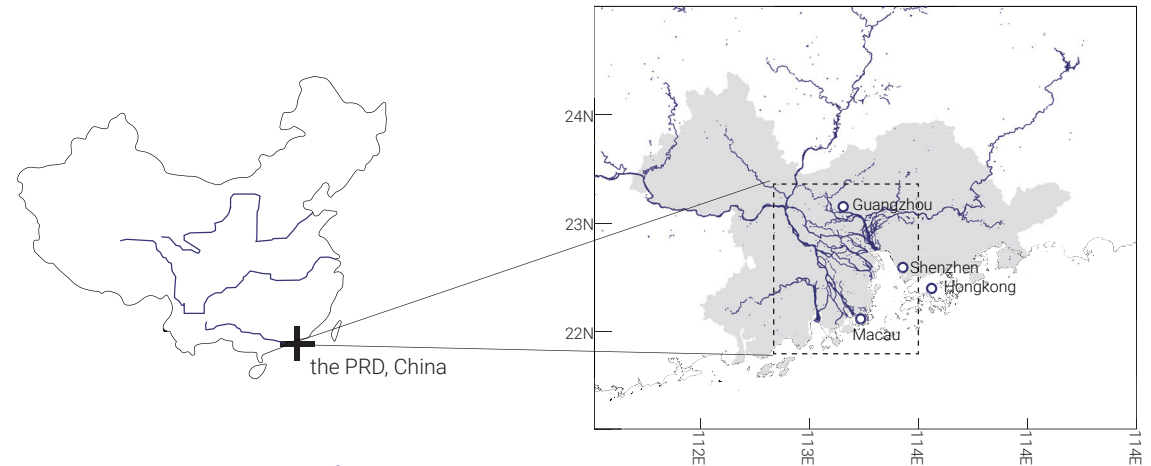 the PRD, China
24N
23N
22N
Guangzhou
Shenzhen
Hongkong
Macau
112E
113E
114E
114E
114E